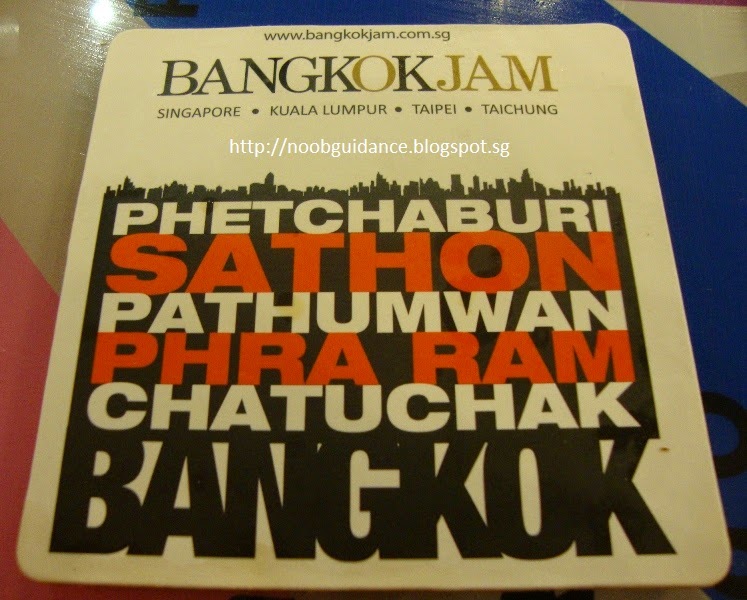 www.bangkokjam.com.sg
BANGKOKJAM
SINGAPORE • KUALA LUMPUR • TAIPEI • TAICHUNG
http://noobguidance.blogspot.sg
PHETCHABURI
SATHON
PATHUMWAN
PHRA RAM
CHATUCHAK
BANGKOK